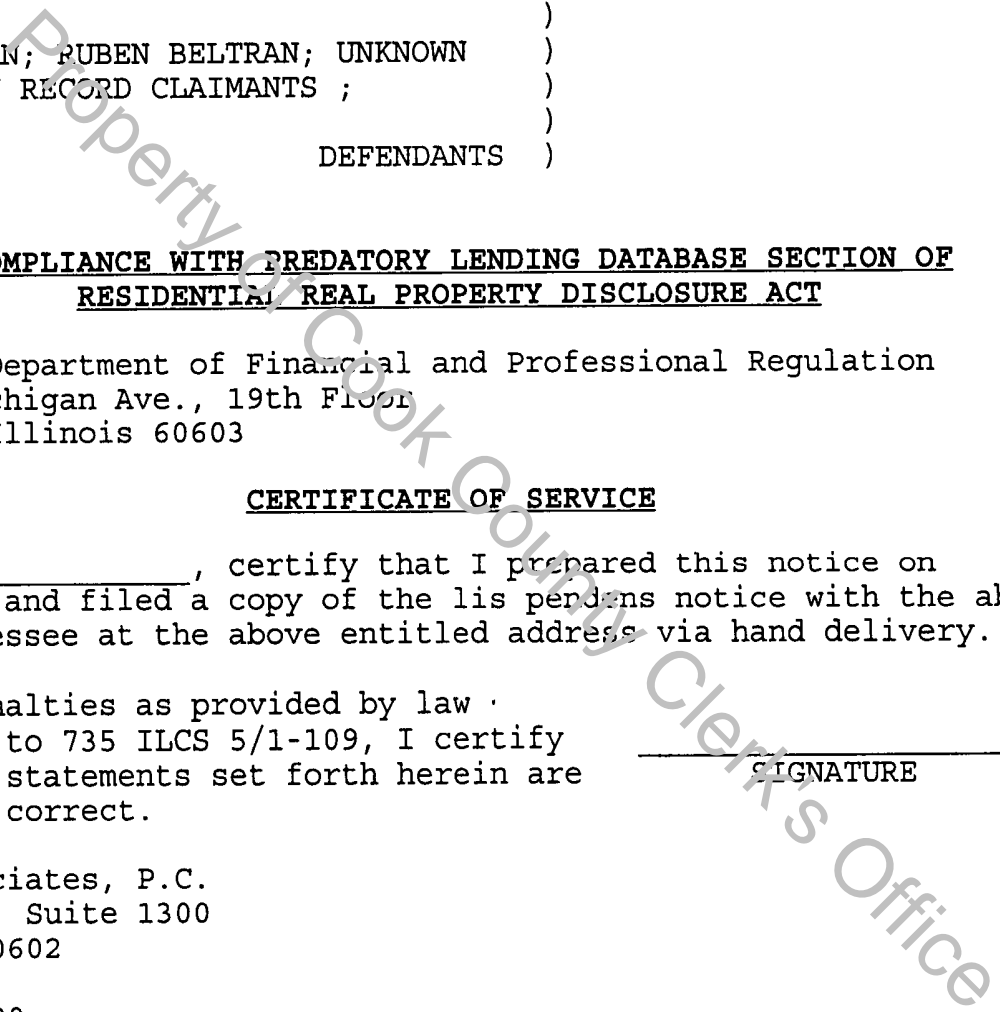 )
N; RUBEN BELTRAN; UNKNOWN )
RECORD CLAIMANTS ; )
)
DEFENDANTS )
OMPLIANCE WITH PREDATORY LENDING DATABASE SECTION OF
RESIDENTIAL REAL PROPERTY DISCLOSURE ACT
Department of Financial and Professional Regulation
chigan Ave., 19th Floor
Illinois 60603
CERTIFICATE OF SERVICE
, certify that I prepared this notice on
and filed a copy of the lis pendens notice with the ab
essee at the above entitled address via hand delivery.
nalties as provided by law
to 735 ILCS 5/1-109, I certify
statements set forth herein are
correct.
SIGNATURE
ciates, P.C.
Suite 1300
0602
Property of Cook County Clerk's Office